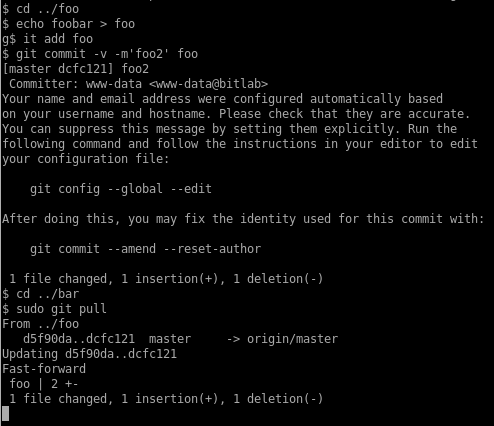 $ cd ../foo
$ echo foobar > foo
g$ it add foo
$ git commit -v -m'foo2' foo
[master dcfc121] foo2
 Committer: www-data <www-data@bitlab>
Your name and email address were configured automatically based
on your username and hostname. Please check that they are accurate.
You can suppress this message by setting them explicitly. Run the
following command and follow the instructions in your editor to edit
your configuration file:

    git config --global --edit

After doing this, you may fix the identity used for this commit with:

    git commit --amend --reset-author

 1 file changed, 1 insertion(+), 1 deletion(-)
$ cd ../bar
$ sudo git pull
From ../foo
   d5f90da..dcfc121  master     -> origin/master
Updating d5f90da..dcfc121
Fast-forward
 foo | 2 +-
 1 file changed, 1 insertion(+), 1 deletion(-)